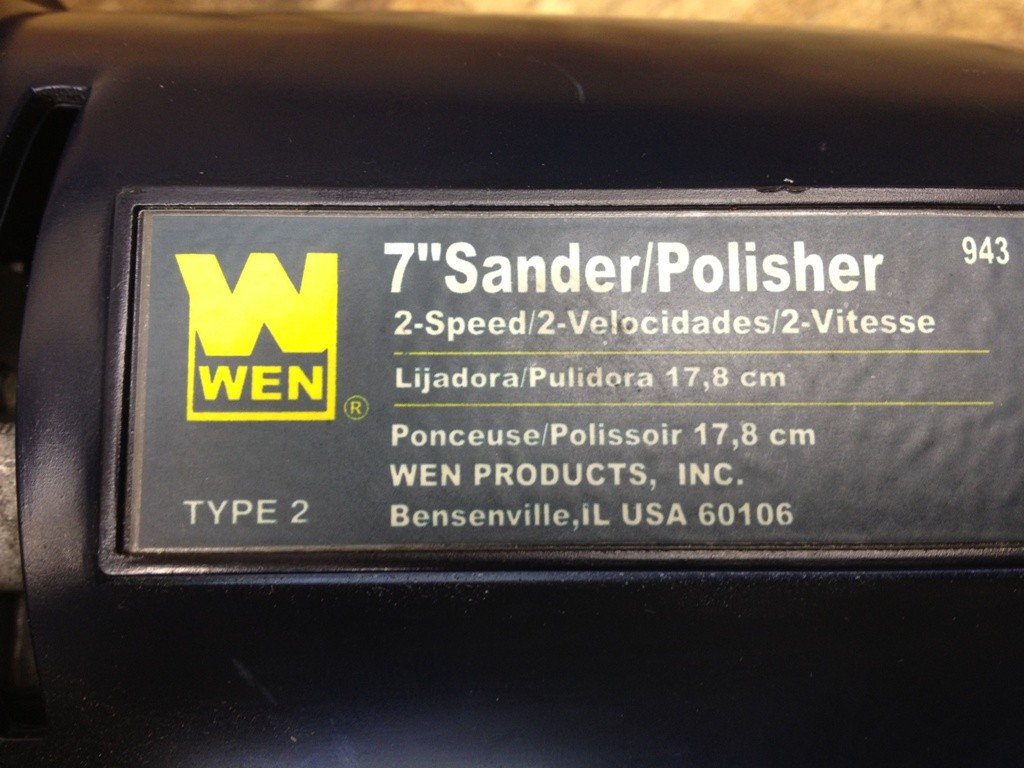 7"Sander/Polisher 943
2-Speed/2-Velocidades/2-Vitesse
Lijadora/Pulidora 17,8 cm
Ponceuse/Polissoir 17,8 cm
WEN PRODUCTS, INC.
Bensenville,IL USA 60106
W
WEN ®
TYPE 2